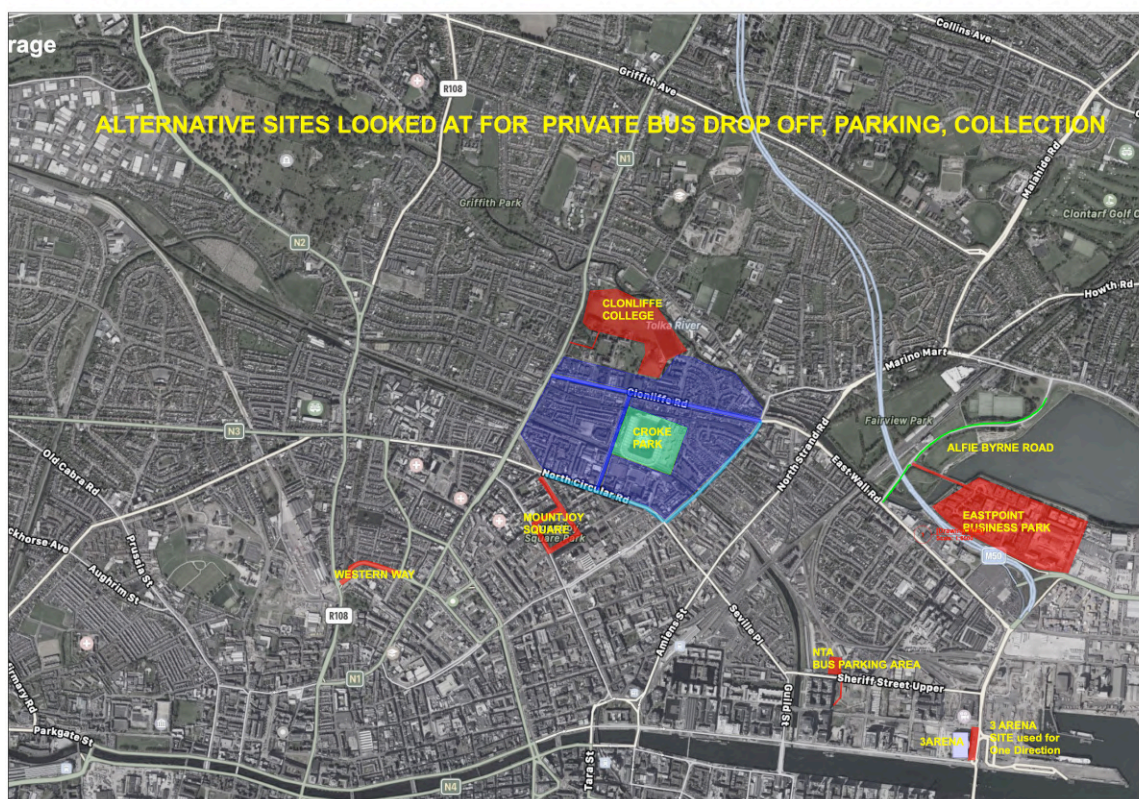 rage
Collins Ave
Griffith Ave
R108
ALTERNATIVE SITES LOOKED AT FOR PRIVATE BUS DROP OFF, PARKING, COLLECTION
Malahide Rd
N1
Griffith Park
Clontarf Golf C
N2
Howth Rd
CLONLIFFE
COLLEGE
Tolka River
Marino Mart
Clonliffe Rd
Fairview Park
N3
CROKE
PARK
North Strand Rd
ALFIE BYRNE ROAD
Old Cabra Rd
North Circular Rd
East Wall Rd
MOUNTJOY
SQUARE
Square Park
EASTPOINT
BUSINESS PARK
ckhorse Ave
Prussia St
M50
WESTERN WAY
Aughrim St
R108
Amiens St
Seville Pl
NTA
BUS PARKING AREA
Sheriff Street Upper
N1
Guild St
Parkgate St
3ARENA
3 ARENA
SITE used for
One Direction
Tara St
N4